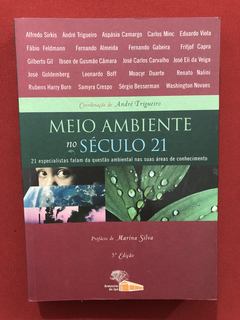 Alfredo Sirkis André Trigueiro Aspásia Camargo Carlos Minc Eduardo Viola
Fábio Feldmann Fernando Almeida Fernando Gabeira Fritjof Capra
Gilberto Gil Ibsen de Gusmão Câmara José Carlos Carvalho José Eli da Veiga
José Goldemberg Leonardo Boff Moacyr Duarte Renato Nalini
Rubens Harry Born Samyra Crespo Sérgio Besserman Washington Novaes
Coordenação de André Trigueiro
MEIO AMBIENTE
no SÉCULO 21
21 especialistas falam da questão ambiental nas suas áreas de conhecimento
Prefácio de Marina Silva
5ª Edição